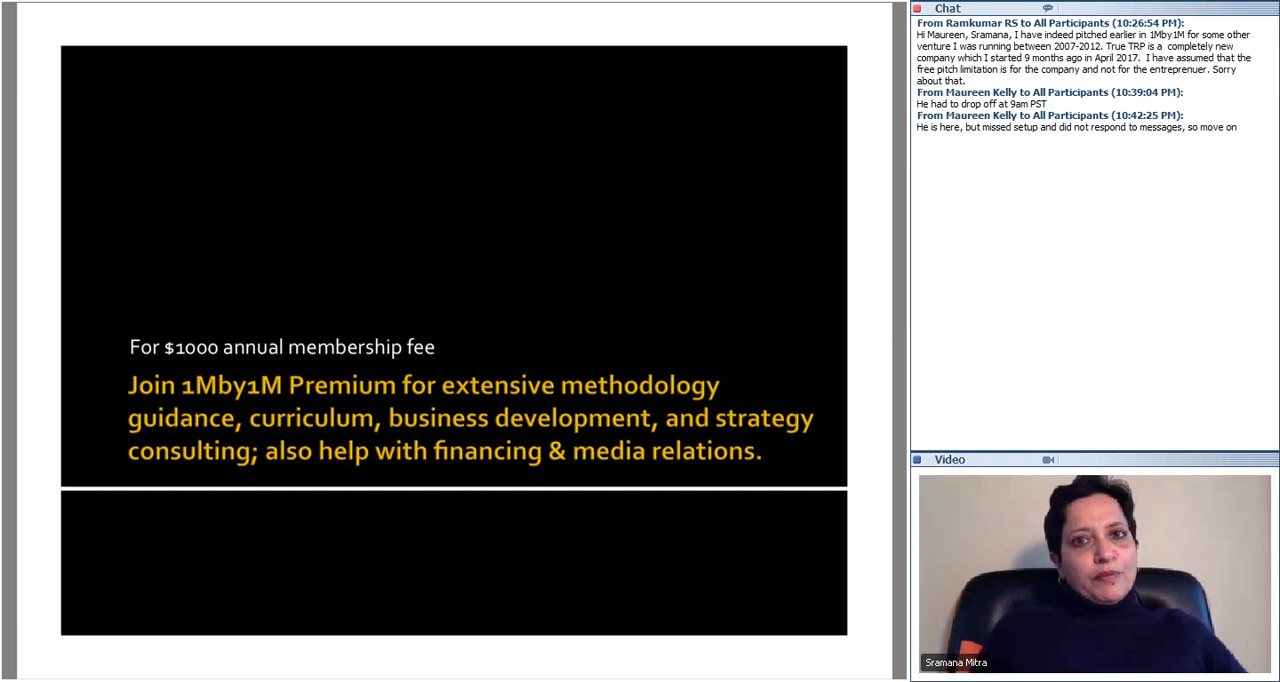 For $1000 annual membership fee
Join 1Mby1M Premium for extensive methodology
guidance, curriculum, business development, and strategy
consulting; also help with financing & media relations.
Chat
From Ramkumar RS to All Participants (10:26:54 PM):
Hi Maureen, Sramana, I have indeed pitched earlier in 1Mby1M for some other
venture I was running between 2007-2012. True TRP is a completely new
company which I started 9 months ago in April 2017. I have assumed that the
free pitch limitation is for the company and not for the entreprenuer. Sorry
about that.
From Maureen Kelly to All Participants (10:39:04 PM):
He had to drop off at 9am PST
From Maureen Kelly to All Participants (10:42:25 PM):
He is here, but missed setup and did not respond to messages, so move on
Video
Sramana Mitra